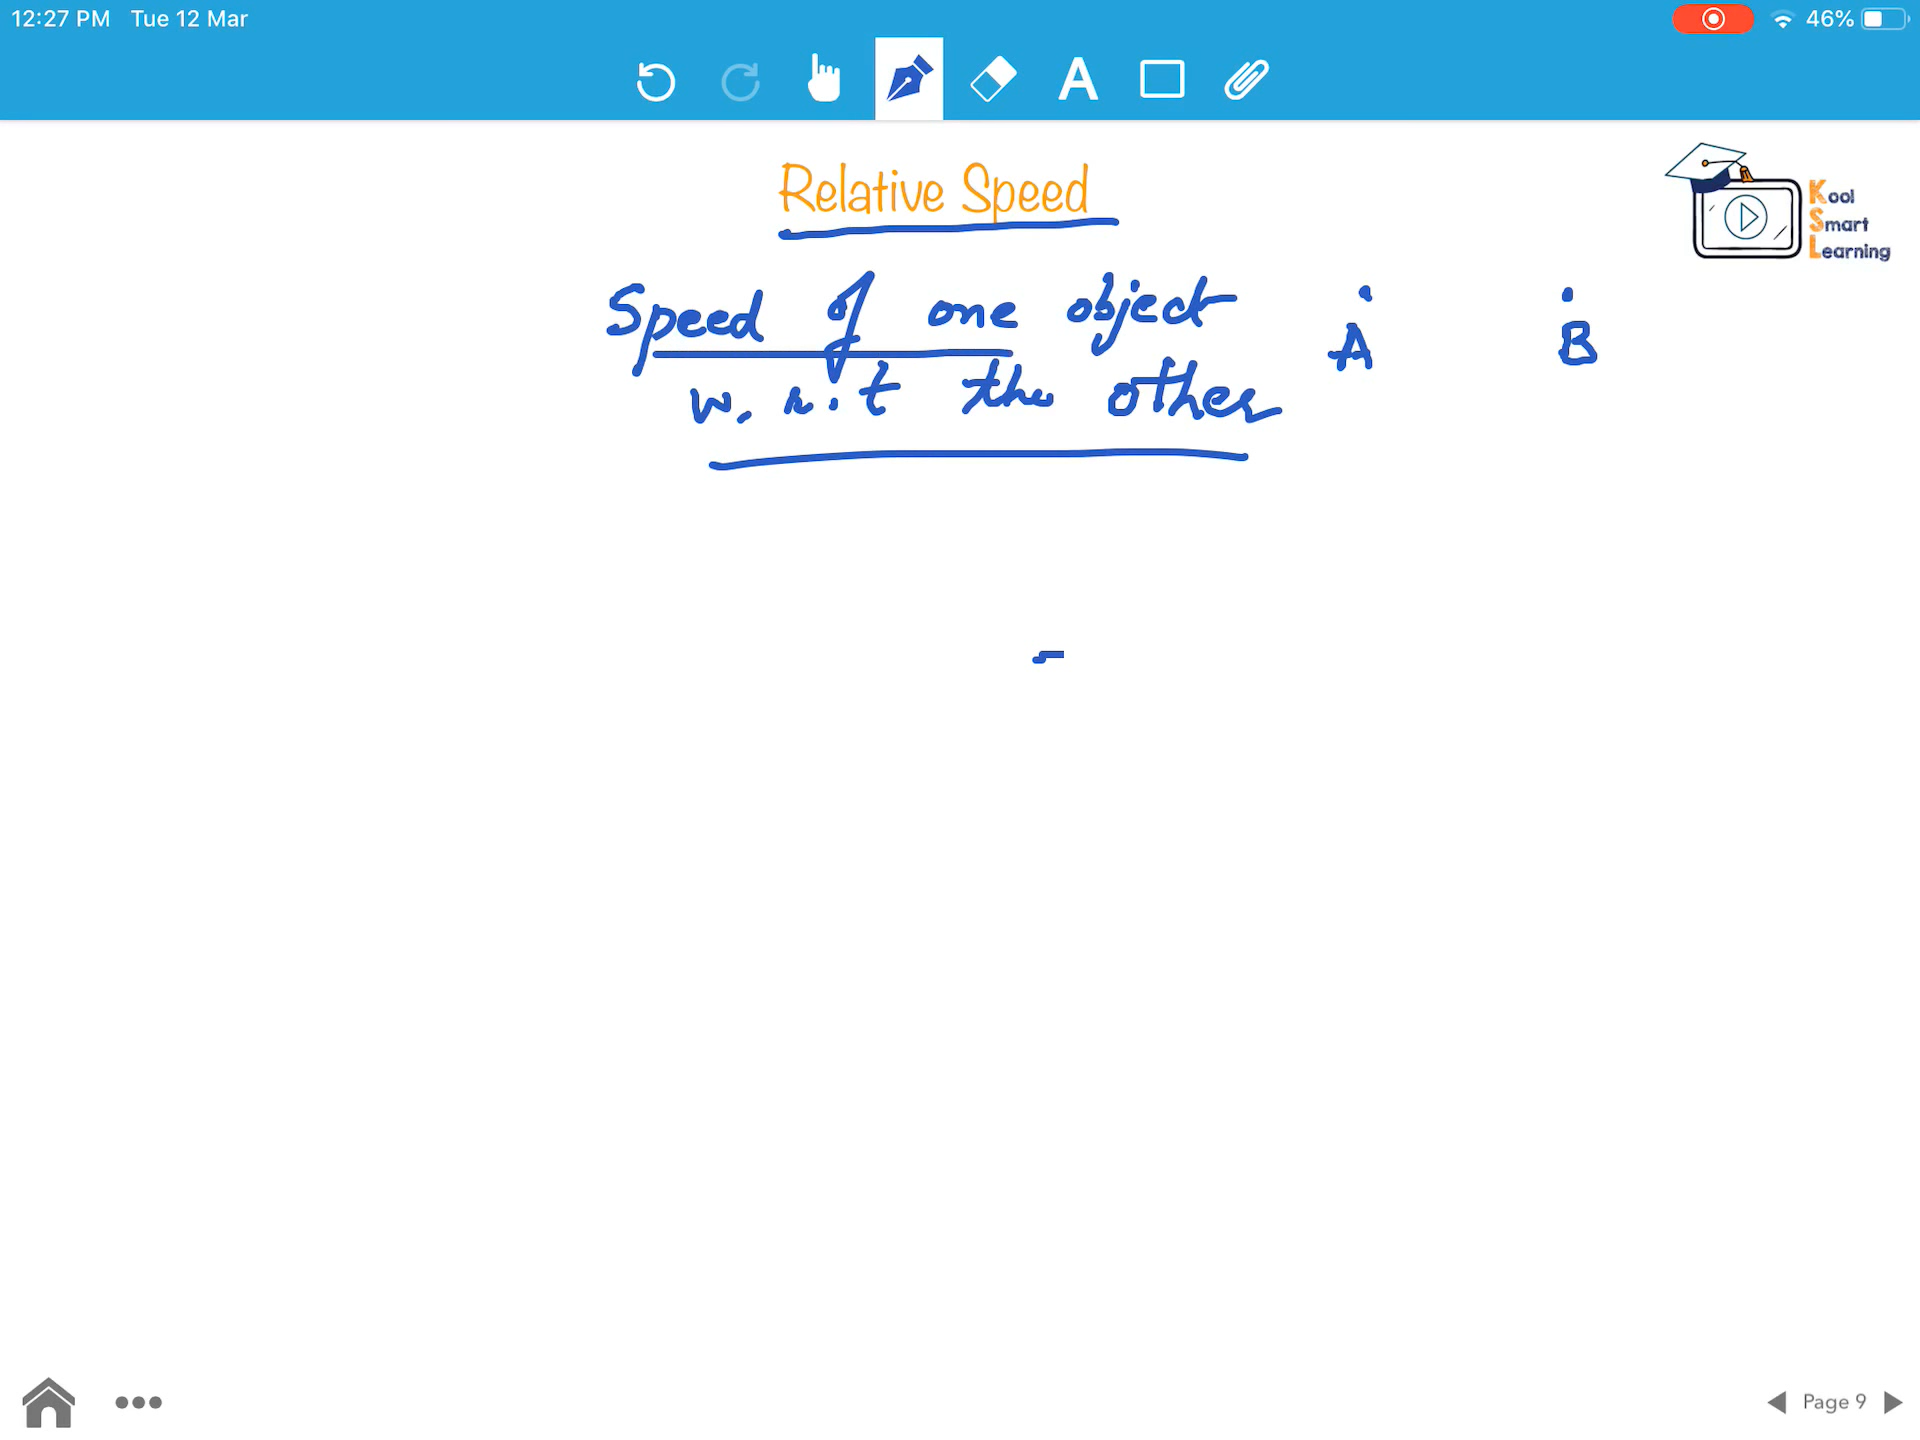 12:27 PM Tue 12 Mar
46%
A
Relative Speed
Kool
Smart
Learning
Speed of one object
A B
w.r.t the other
Page 9